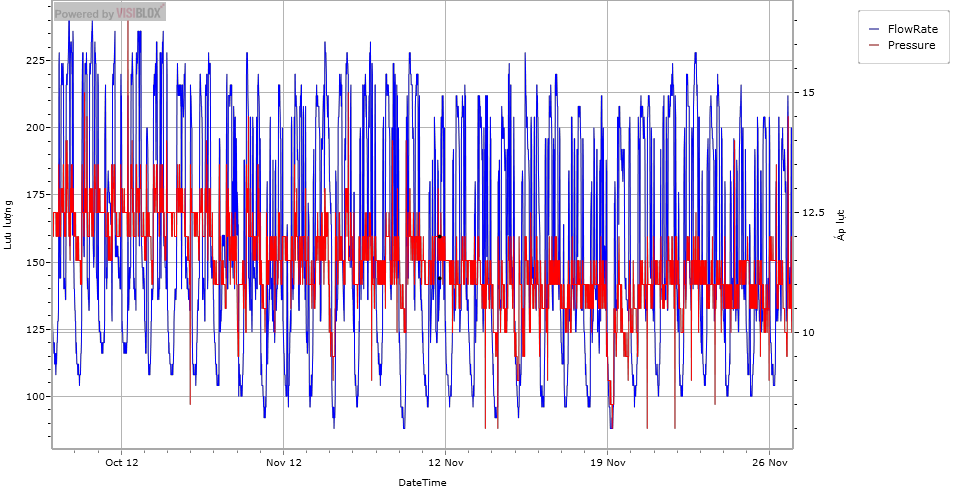 Powered by VISIBLOX
FlowRate
Pressure
225
200
175
150
125
100
Lưu lượng
15
12.5
10
Áp lực
Oct 12
Nov 12
12 Nov
19 Nov
26 Nov
DateTime